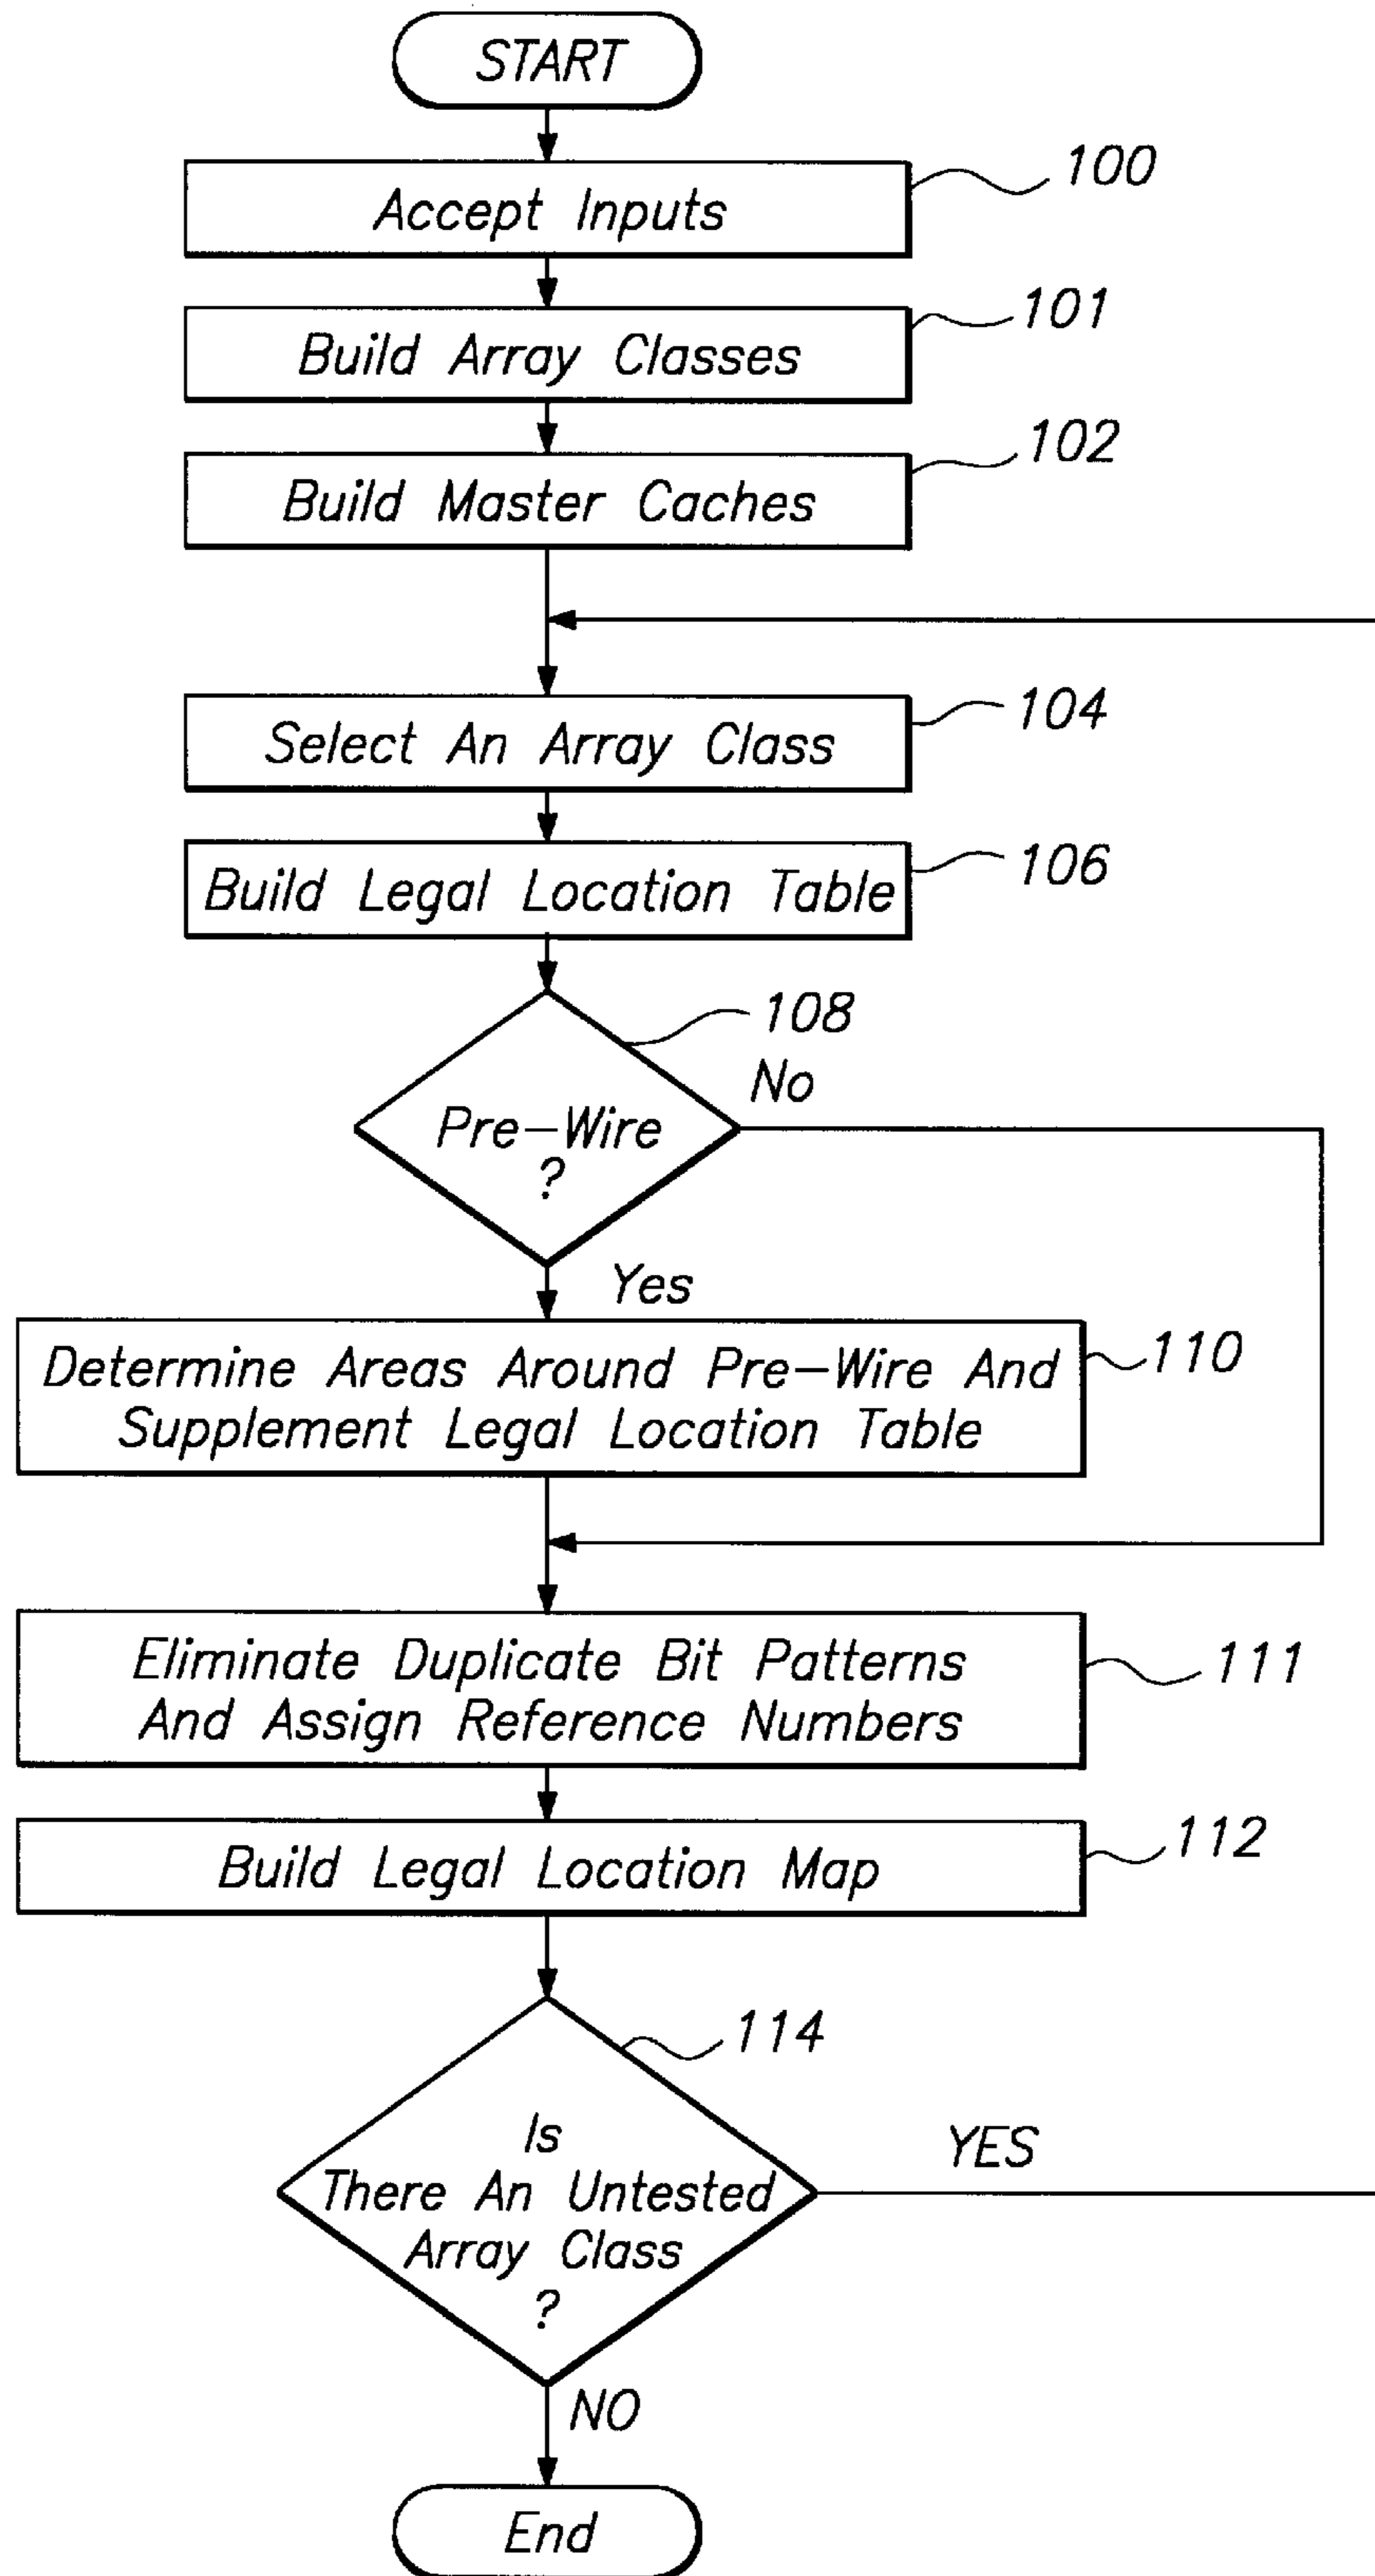 START
100
Accept Inputs
101
Build Array Classes
102
Build Master Caches
104
Select An Array Class
106
Build Legal Location Table
108
No
Pre-Wire
?
Yes
110
Determine Areas Around Pre-Wire And
Supplement Legal Location Table
111
Eliminate Duplicate Bit Patterns
And Assign Reference Numbers
112
Build Legal Location Map
114
Is
There An Untested
Array Class
?
YES
NO
End